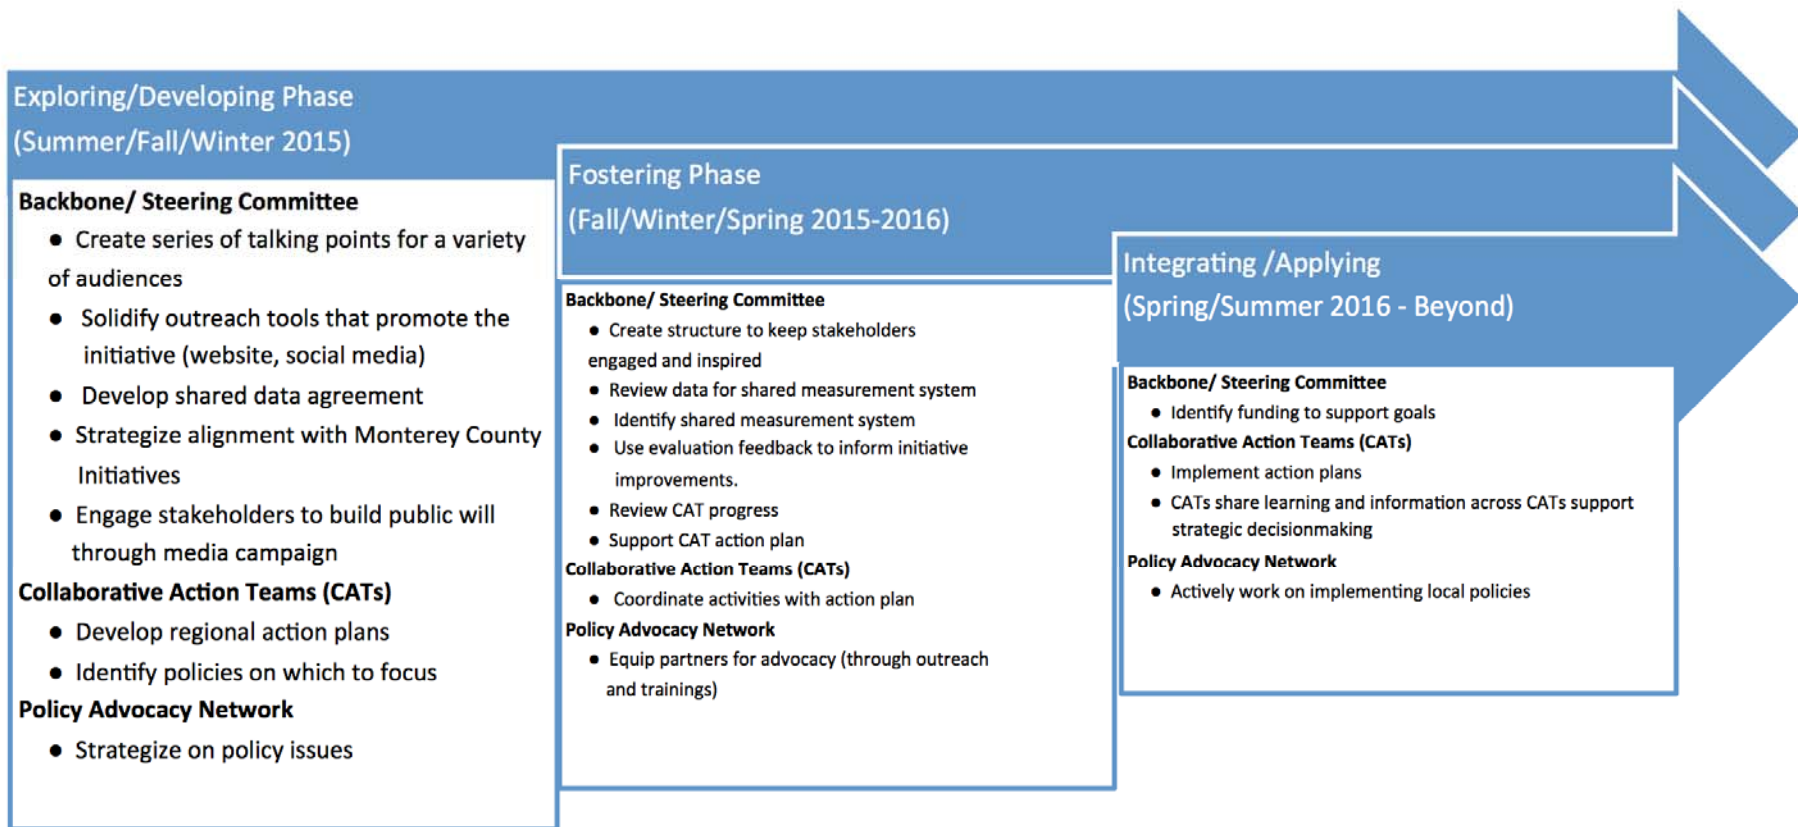 Exploring/Developing Phase
(Summer/Fall/Winter 2015)
Backbone/ Steering Committee
● Create series of talking points for a variety
of audiences
● Solidify outreach tools that promote the
initiative (website, social media)
● Develop shared data agreement
● Strategize alignment with Monterey County
Initiatives
● Engage stakeholders to build public will
through media campaign
Collaborative Action Teams (CATs)
● Develop regional action plans
● Identify policies on which to focus
Policy Advocacy Network
● Strategize on policy issues
Fostering Phase
(Fall/Winter/Spring 2015-2016)
Backbone/ Steering Committee
● Create structure to keep stakeholders
engaged and inspired
● Review data for shared measurement system
● Identify shared measurement system
● Use evaluation feedback to inform initiative
improvements.
● Review CAT progress
● Support CAT action plan
Collaborative Action Teams (CATs)
● Coordinate activities with action plan
Policy Advocacy Network
● Equip partners for advocacy (through outreach
and trainings)
Integrating /Applying
(Spring/Summer 2016 - Beyond)
Backbone/ Steering Committee
● Identify funding to support goals
Collaborative Action Teams (CATs)
● Implement action plans
● CATs share learning and information across CATs support
strategic decisionmaking
Policy Advocacy Network
● Actively work on implementing local policies